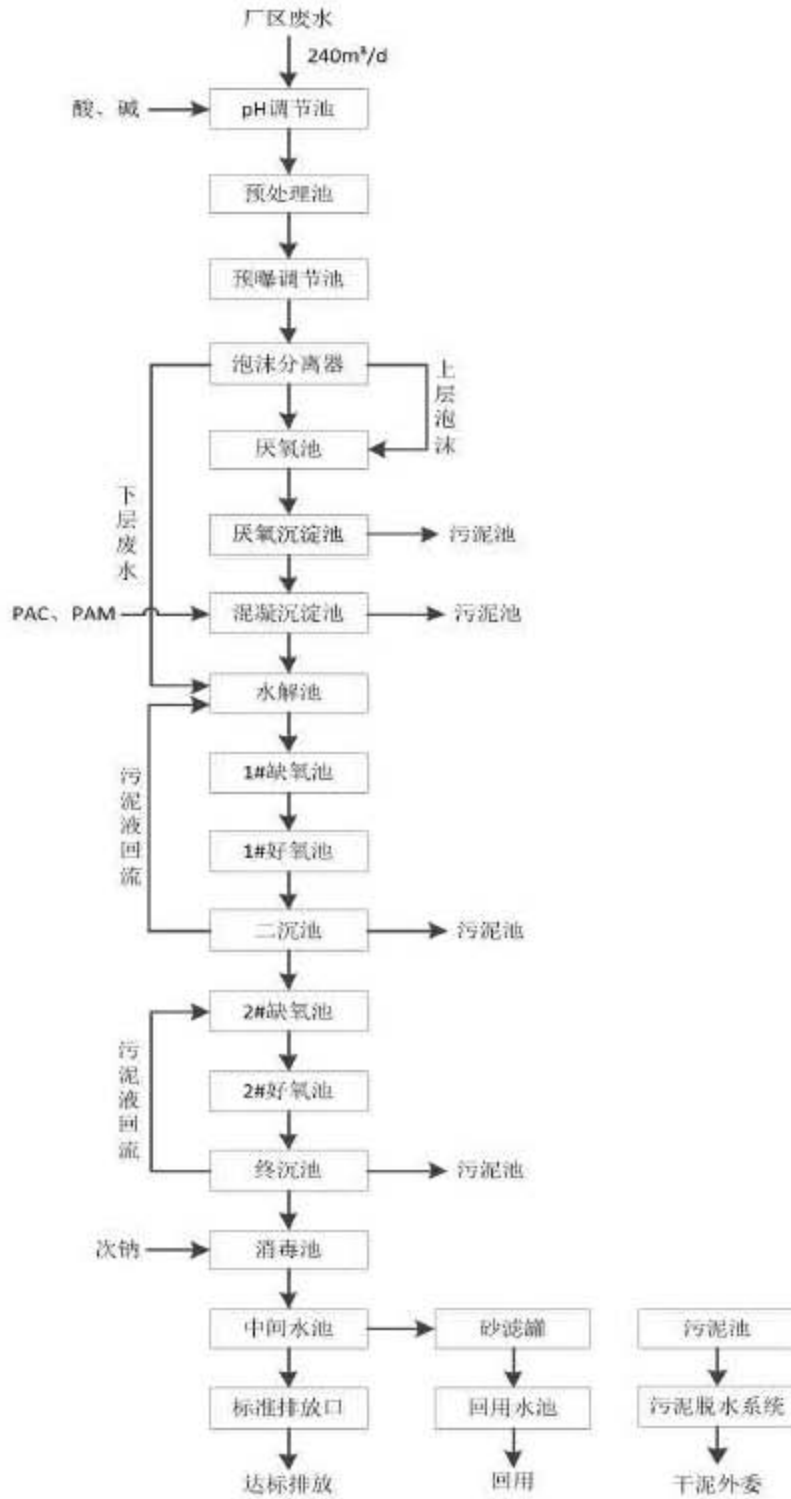 厂区废水
240m³/d
酸、碱
pH调节池
预处理池
预曝调节池
泡沫分离器
上层泡沫
厌氧池
下层废水
厌氧沉淀池
污泥池
PAC、PAM
混凝沉淀池
污泥池
水解池
污泥液回流
1#缺氧池
1#好氧池
二沉池
污泥池
2#缺氧池
污泥液回流
2#好氧池
终沉池
污泥池
次钠
消毒池
中间水池
砂滤罐
污泥池
标准排放口
回用水池
污泥脱水系统
达标排放
回用
干泥外委